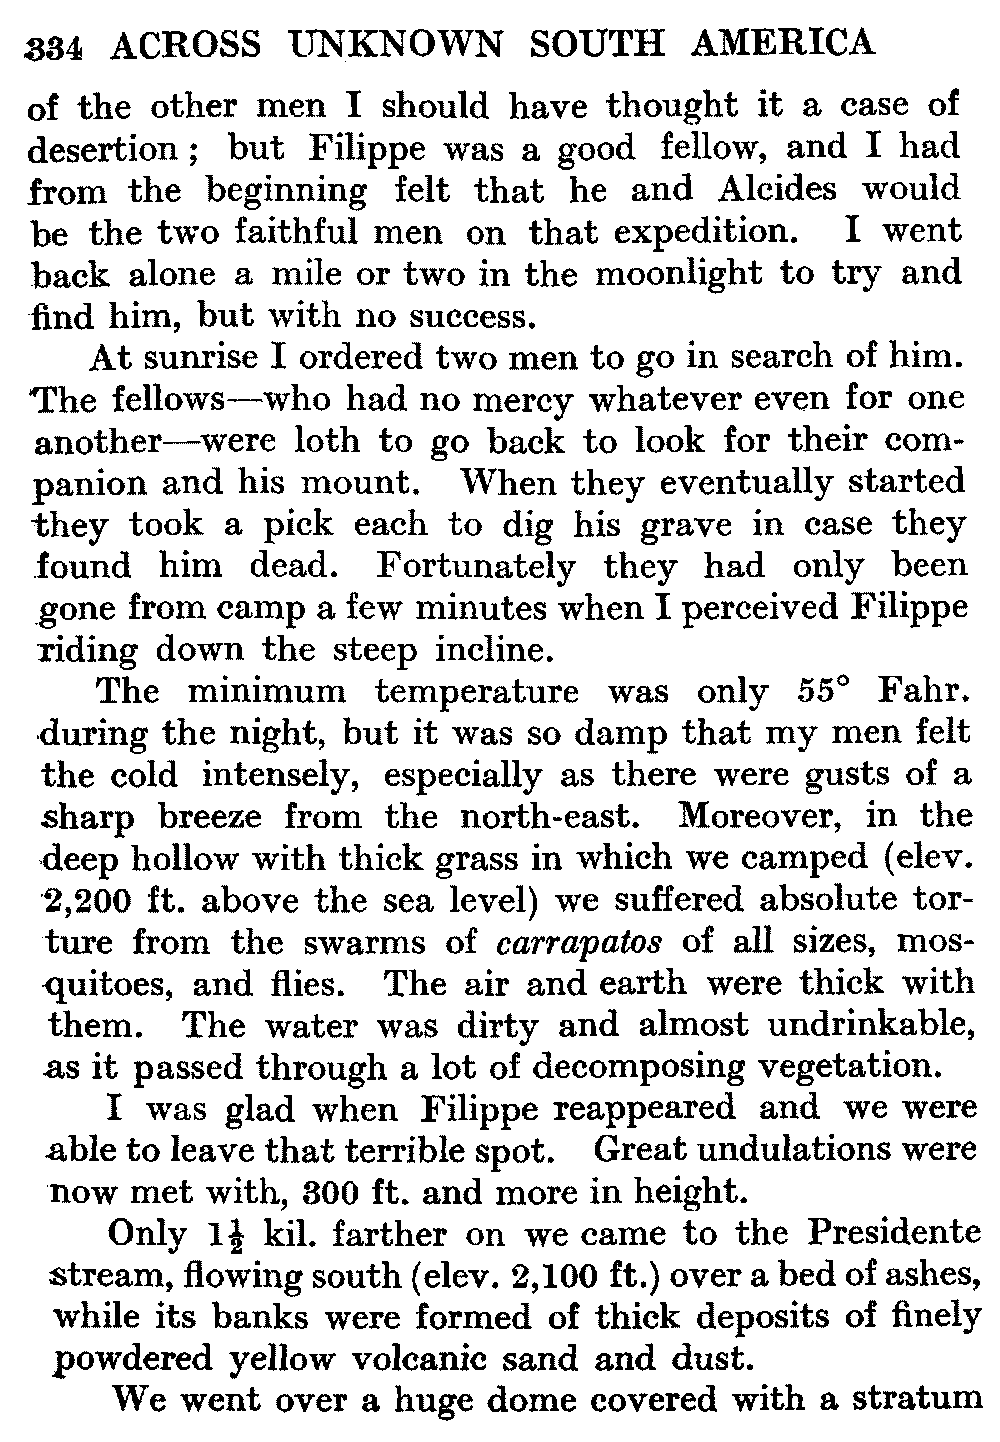 334 ACROSS UNKNOWN SOUTH AMERICA
of the other men I should have thought it a case of
desertion; but Filippe was a good fellow, and I had
from the beginning felt that he and Alcides would
be the two faithful men on that expedition. I went
back alone a mile or two in the moonlight to try and
find him, but with no success.
At sunrise I ordered two men to go in search of him.
The fellows—who had no mercy whatever even for one
another—were loth to go back to look for their com-
panion and his mount. When they eventually started
they took a pick each to dig his grave in case they
found him dead. Fortunately they had only been
gone from camp a few minutes when I perceived Filippe
riding down the steep incline.
The minimum temperature was only 55° Fahr.
during the night, but it was so damp that my men felt
the cold intensely, especially as there were gusts of a
sharp breeze from the north-east. Moreover, in the
deep hollow with thick grass in which we camped (elev.
2,200 ft. above the sea level) we suffered absolute tor-
ture from the swarms of carrapatos of all sizes, mos-
quitoes, and flies. The air and earth were thick with
them. The water was dirty and almost undrinkable,
as it passed through a lot of decomposing vegetation.
I was glad when Filippe reappeared and we were
able to leave that terrible spot. Great undulations were
now met with, 300 ft. and more in height.
Only 1½ kil. farther on we came to the Presidente
stream, flowing south (elev. 2,100 ft.) over a bed of ashes,
while its banks were formed of thick deposits of finely
powdered yellow volcanic sand and dust.
We went over a huge dome covered with a stratum